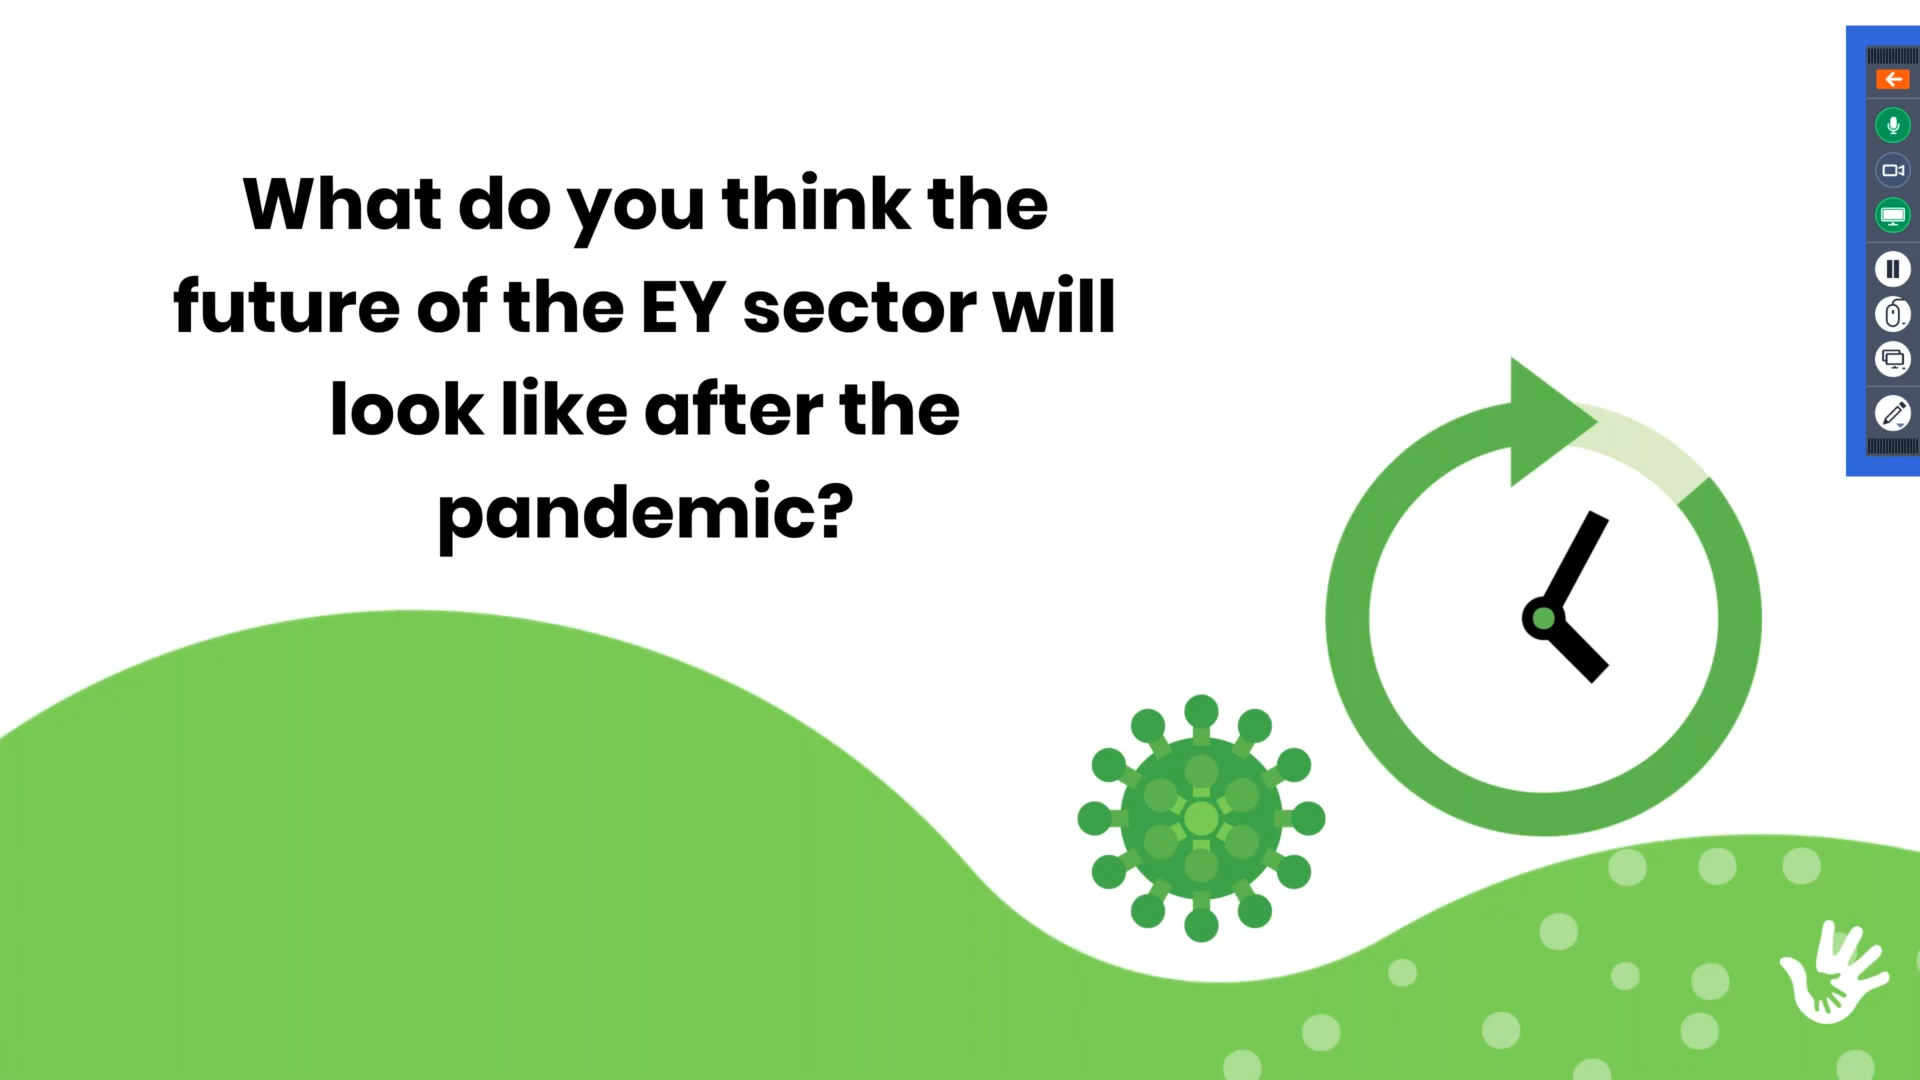 What do you think the
future of the EY sector will
look like after the
pandemic?